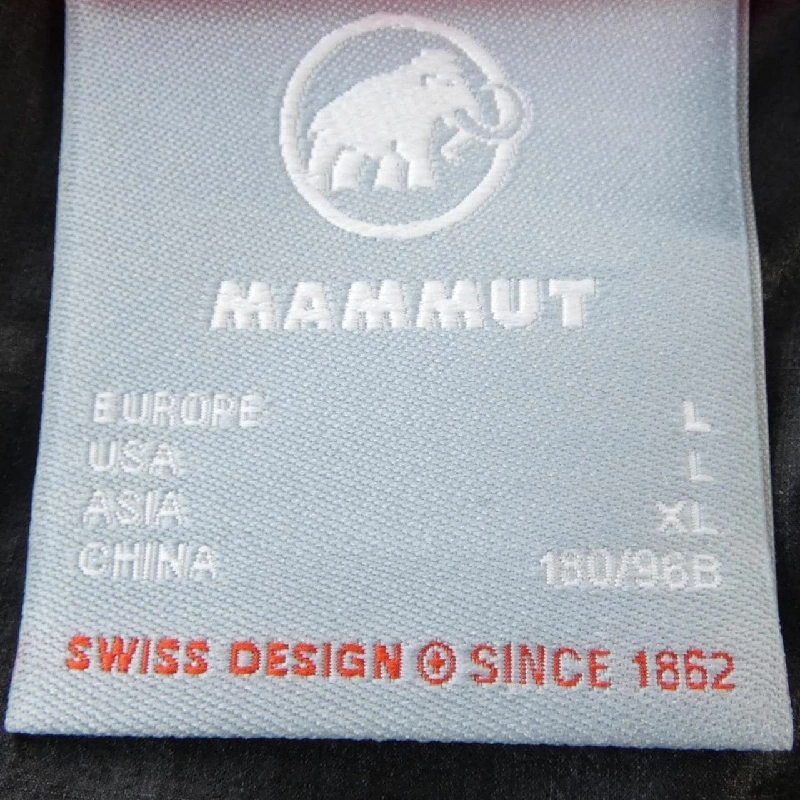 MAMMUT
EUROPE L
USA L
ASIA XL
CHINA 180/96B
SWISS DESIGN SINCE 1862